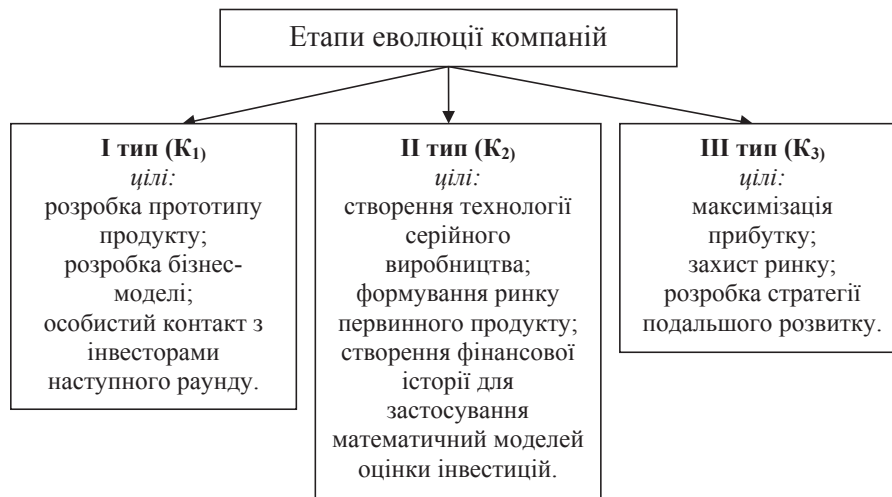 Етапи еволюції компаній
І тип (К1)
цілі:
розробка прототипу
продукту;
розробка бізнес-
моделі;
особистий контакт з
інвесторами
наступного раунду.
ІІ тип (К2)
цілі:
створення технології
серійного
виробництва;
формування ринку
первинного продукту;
створення фінансової
історії для
застосування
математичний моделей
оцінки інвестицій.
ІІІ тип (К3)
цілі:
максимізація
прибутку;
захист ринку;
розробка стратегії
подальшого розвитку.